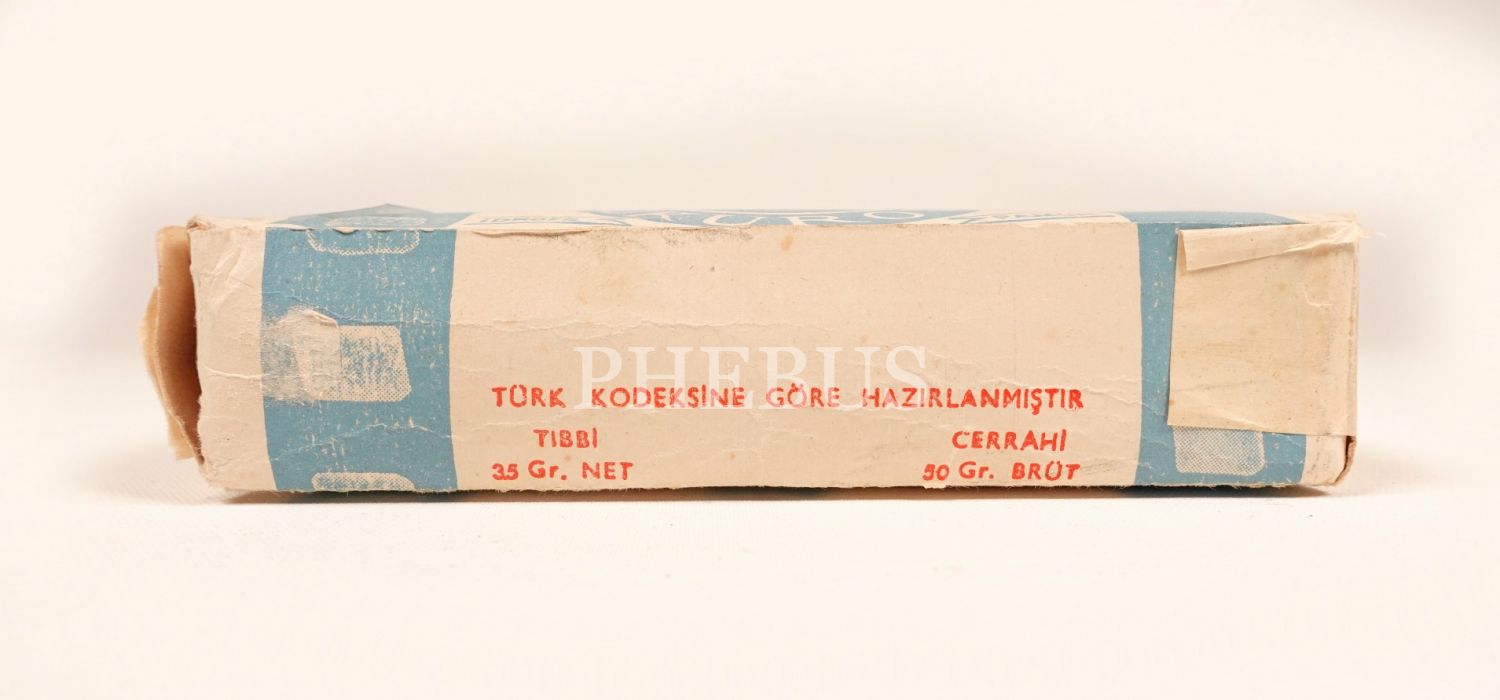 PHEBUS
TÜRK KODEKSİNE GÖRE HAZIRLANMIŞTIR
TIBBİ CERRAHİ
35 Gr. NET 50 Gr. BRÜT